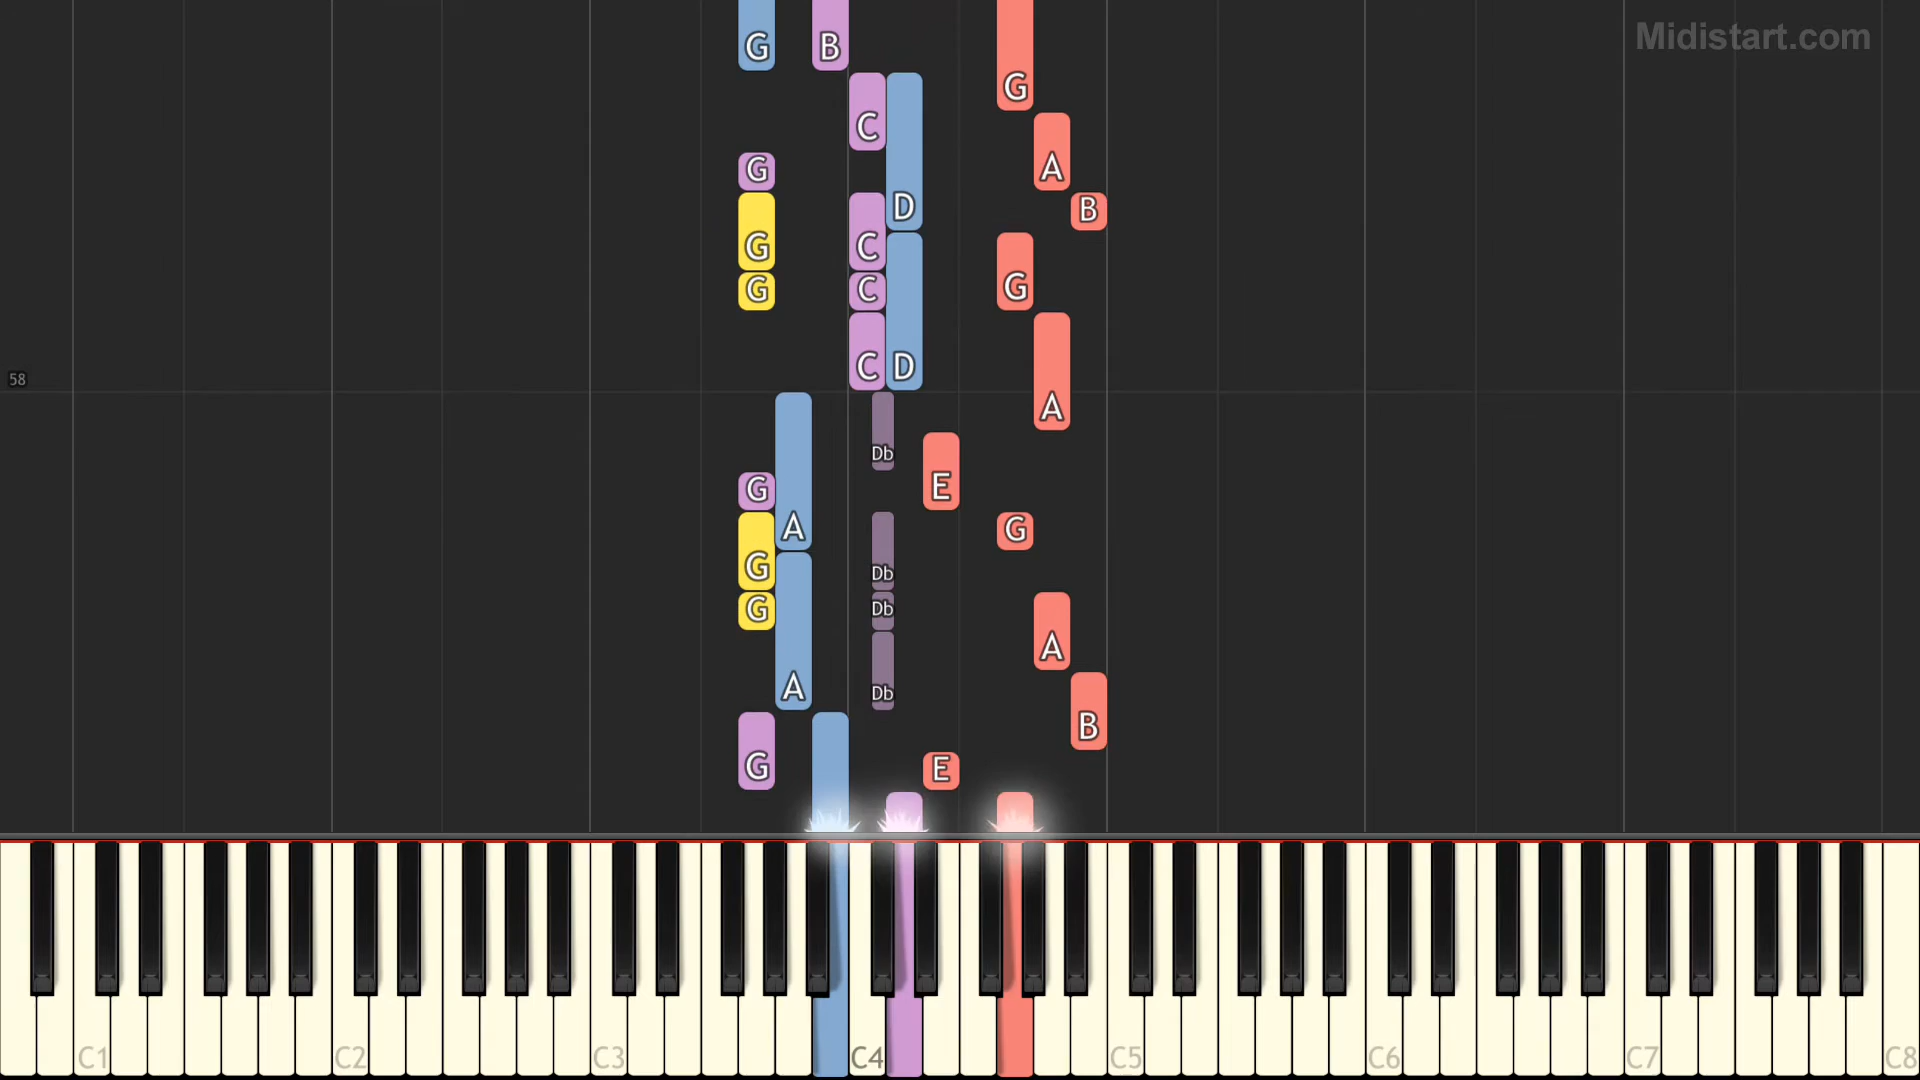 Midistart.com
G B
G
C
G A
D
B
G C
G C G
C D
58
A
Db
G E
A G
G Db
G Db
A
A Db
B
G E
C1 C2 C3 C4 C5 C6 C7 C8